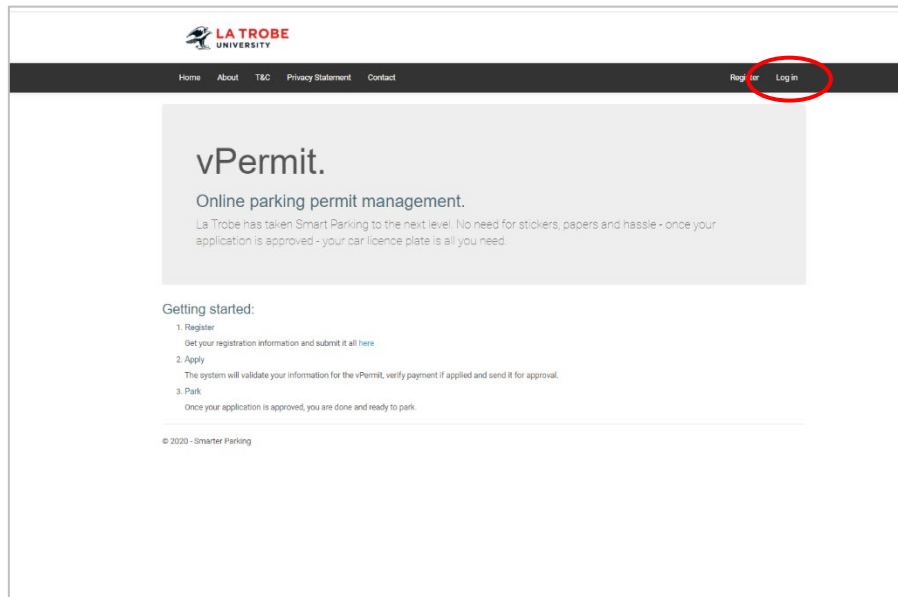 LA TROBE
UNIVERSITY
Home About T&C Privacy Statement Contact Register Log in
vPermit.
Online parking permit management.
La Trobe has taken Smart Parking to the next level. No need for stickers, papers and hassle - once your
application is approved - your car licence plate is all you need.
Getting started:
1. Register
Get your registration information and submit it all here
2. Apply
The system will validate your information for the vPermit, verify payment if applied and send it for approval.
3. Park
Once your application is approved, you are done and ready to park.
© 2020 - Smarter Parking